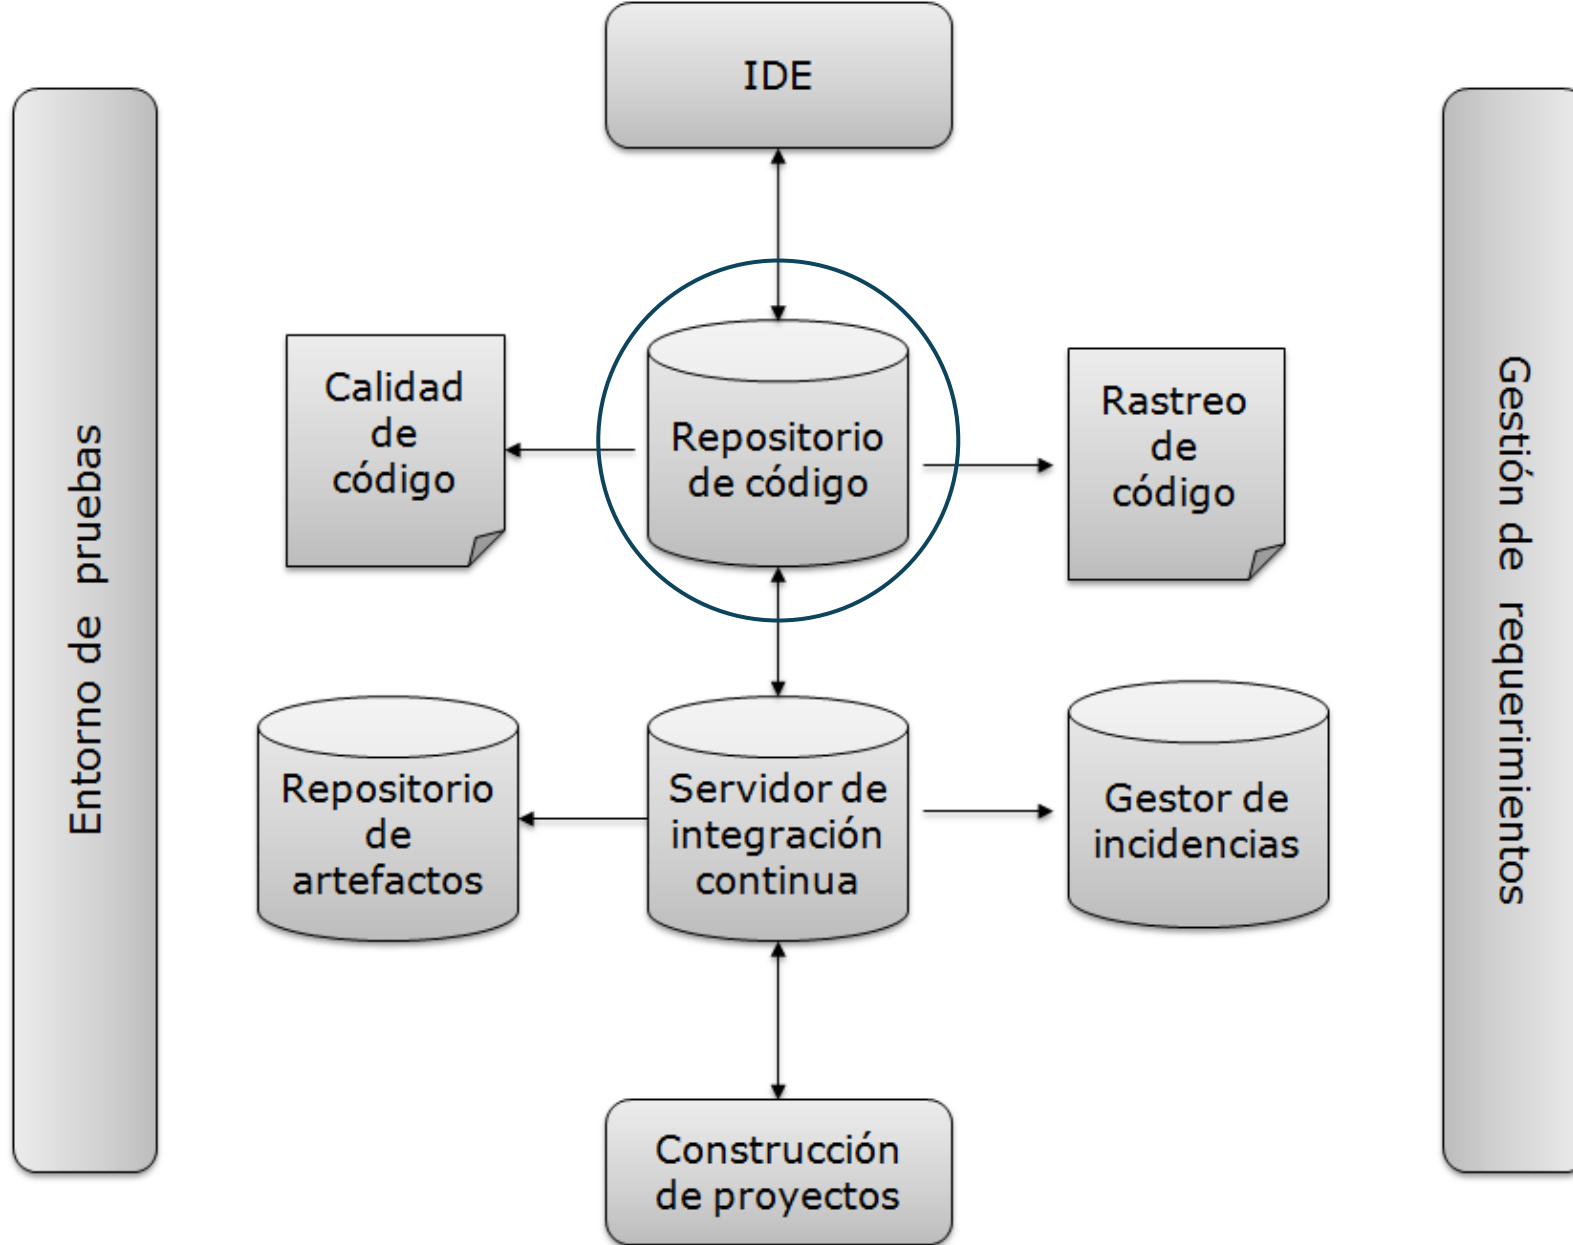 IDE
Entorno de pruebas
Calidad
de
código
Repositorio
de código
Rastreo
de
código
Gestión de requerimientos
Repositorio
de
artefactos
Servidor de
integración
continua
Gestor de
incidencias
Construcción
de proyectos